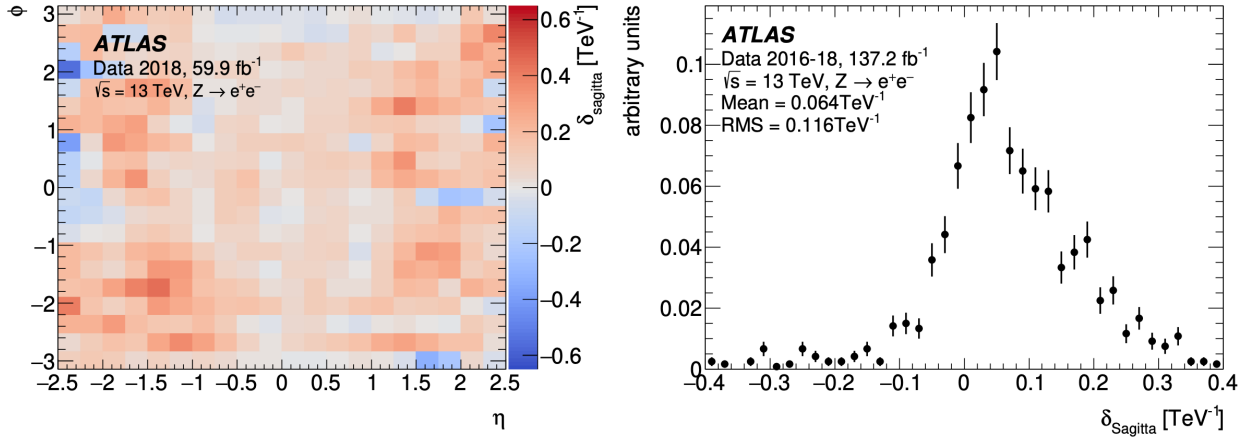 ϕ
3
2
1
0
−1
−2
−3
−2.5 −2 −1.5 −1 −0.5 0 0.5 1 1.5 2 2.5
η
ATLAS
Data 2018, 59.9 fb⁻¹
√s = 13 TeV, Z → e⁺e⁻
0.6
0.4
0.2
0
−0.2
−0.4
−0.6
δsagitta [TeV⁻¹]
arbitrary units
0.1
0.08
0.06
0.04
0.02
0
ATLAS
Data 2016-18, 137.2 fb⁻¹
√s = 13 TeV, Z → e⁺e⁻
Mean = 0.064TeV⁻¹
RMS = 0.116TeV⁻¹
−0.4 −0.3 −0.2 −0.1 0 0.1 0.2 0.3 0.4
δSagitta [TeV⁻¹]